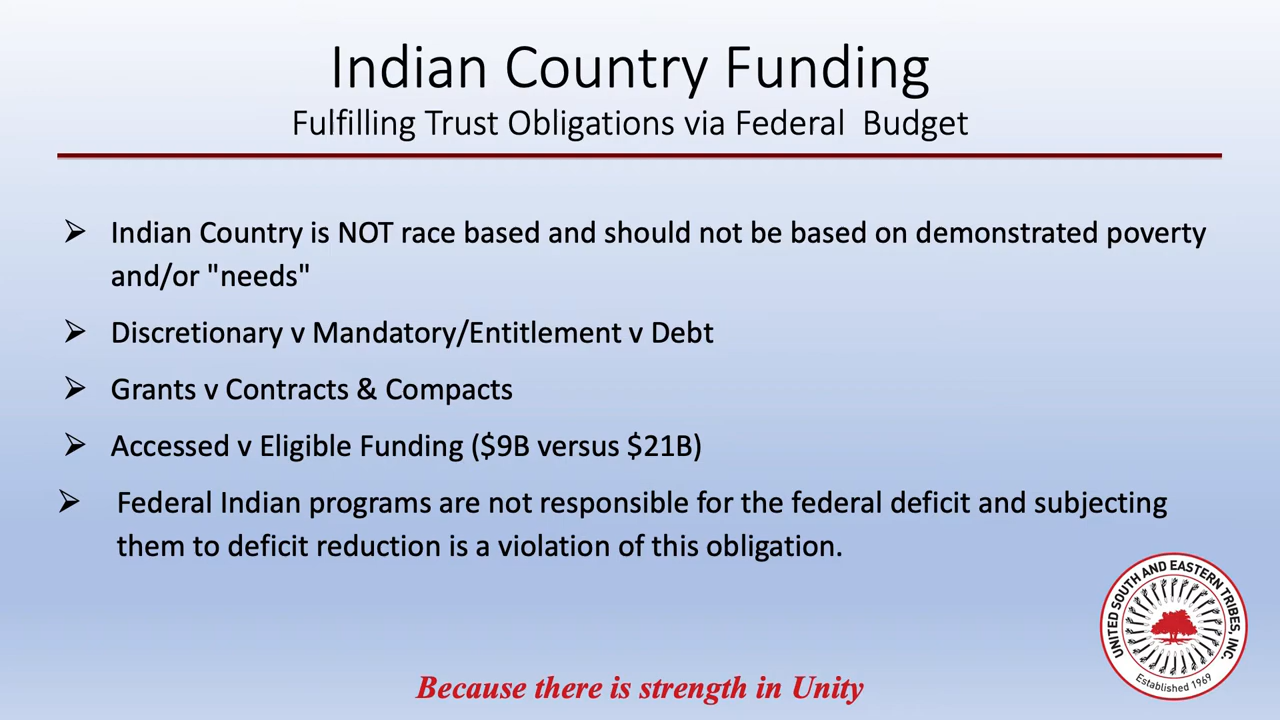 Indian Country Funding
Fulfilling Trust Obligations via Federal  Budget
➢ Indian Country is NOT race based and should not be based on demonstrated poverty
and/or "needs"
➢ Discretionary v Mandatory/Entitlement v Debt
➢ Grants v Contracts & Compacts
➢ Accessed v Eligible Funding ($9B versus $21B)
➢ Federal Indian programs are not responsible for the federal deficit and subjecting
them to deficit reduction is a violation of this obligation.
UNITED SOUTH AND EASTERN TRIBES, INC.
Established 1969
Because there is strength in Unity